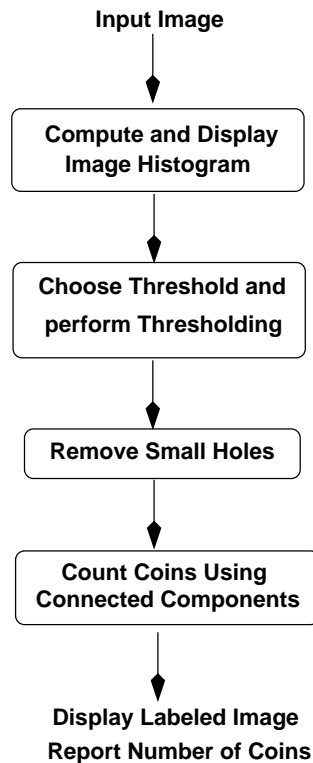 Input Image
Compute and Display
Image Histogram
Choose Threshold and
perform Thresholding
Remove Small Holes
Count Coins Using
Connected Components
Display Labeled Image
Report Number of Coins